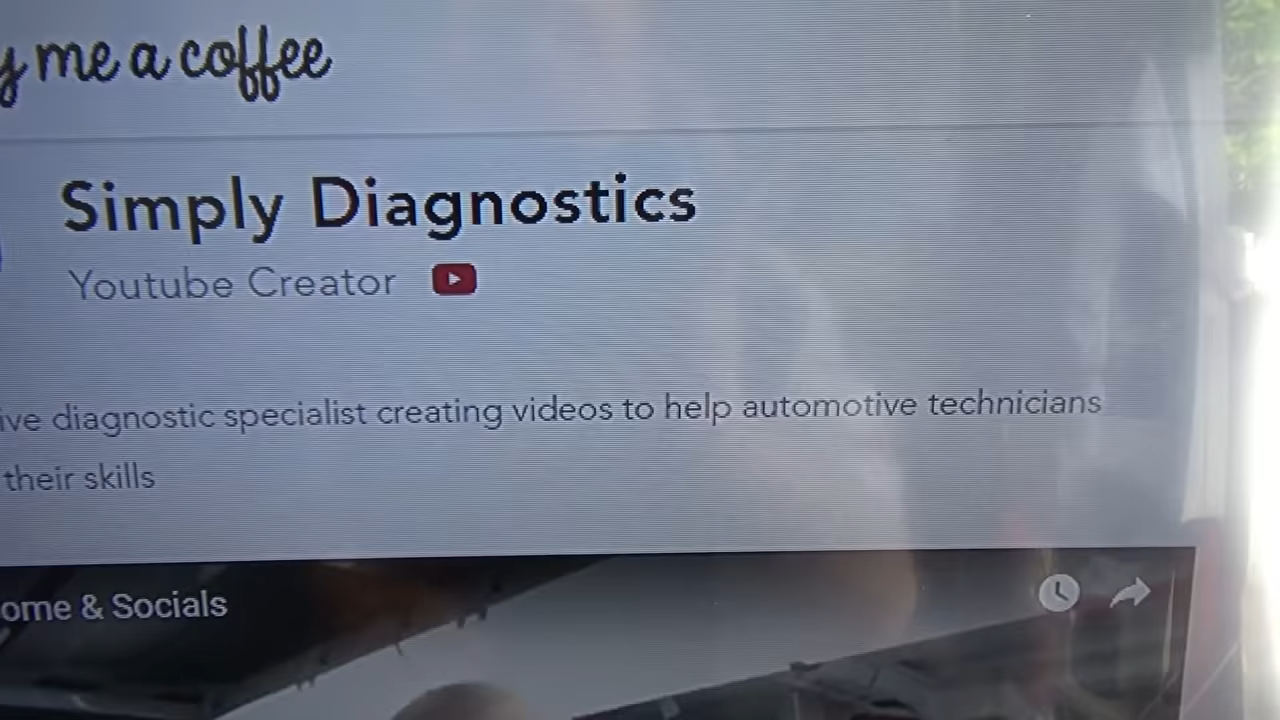 me a coffee
Simply Diagnostics
Youtube Creator
diagnostic specialist creating videos to help automotive technicians
their skills
& Socials